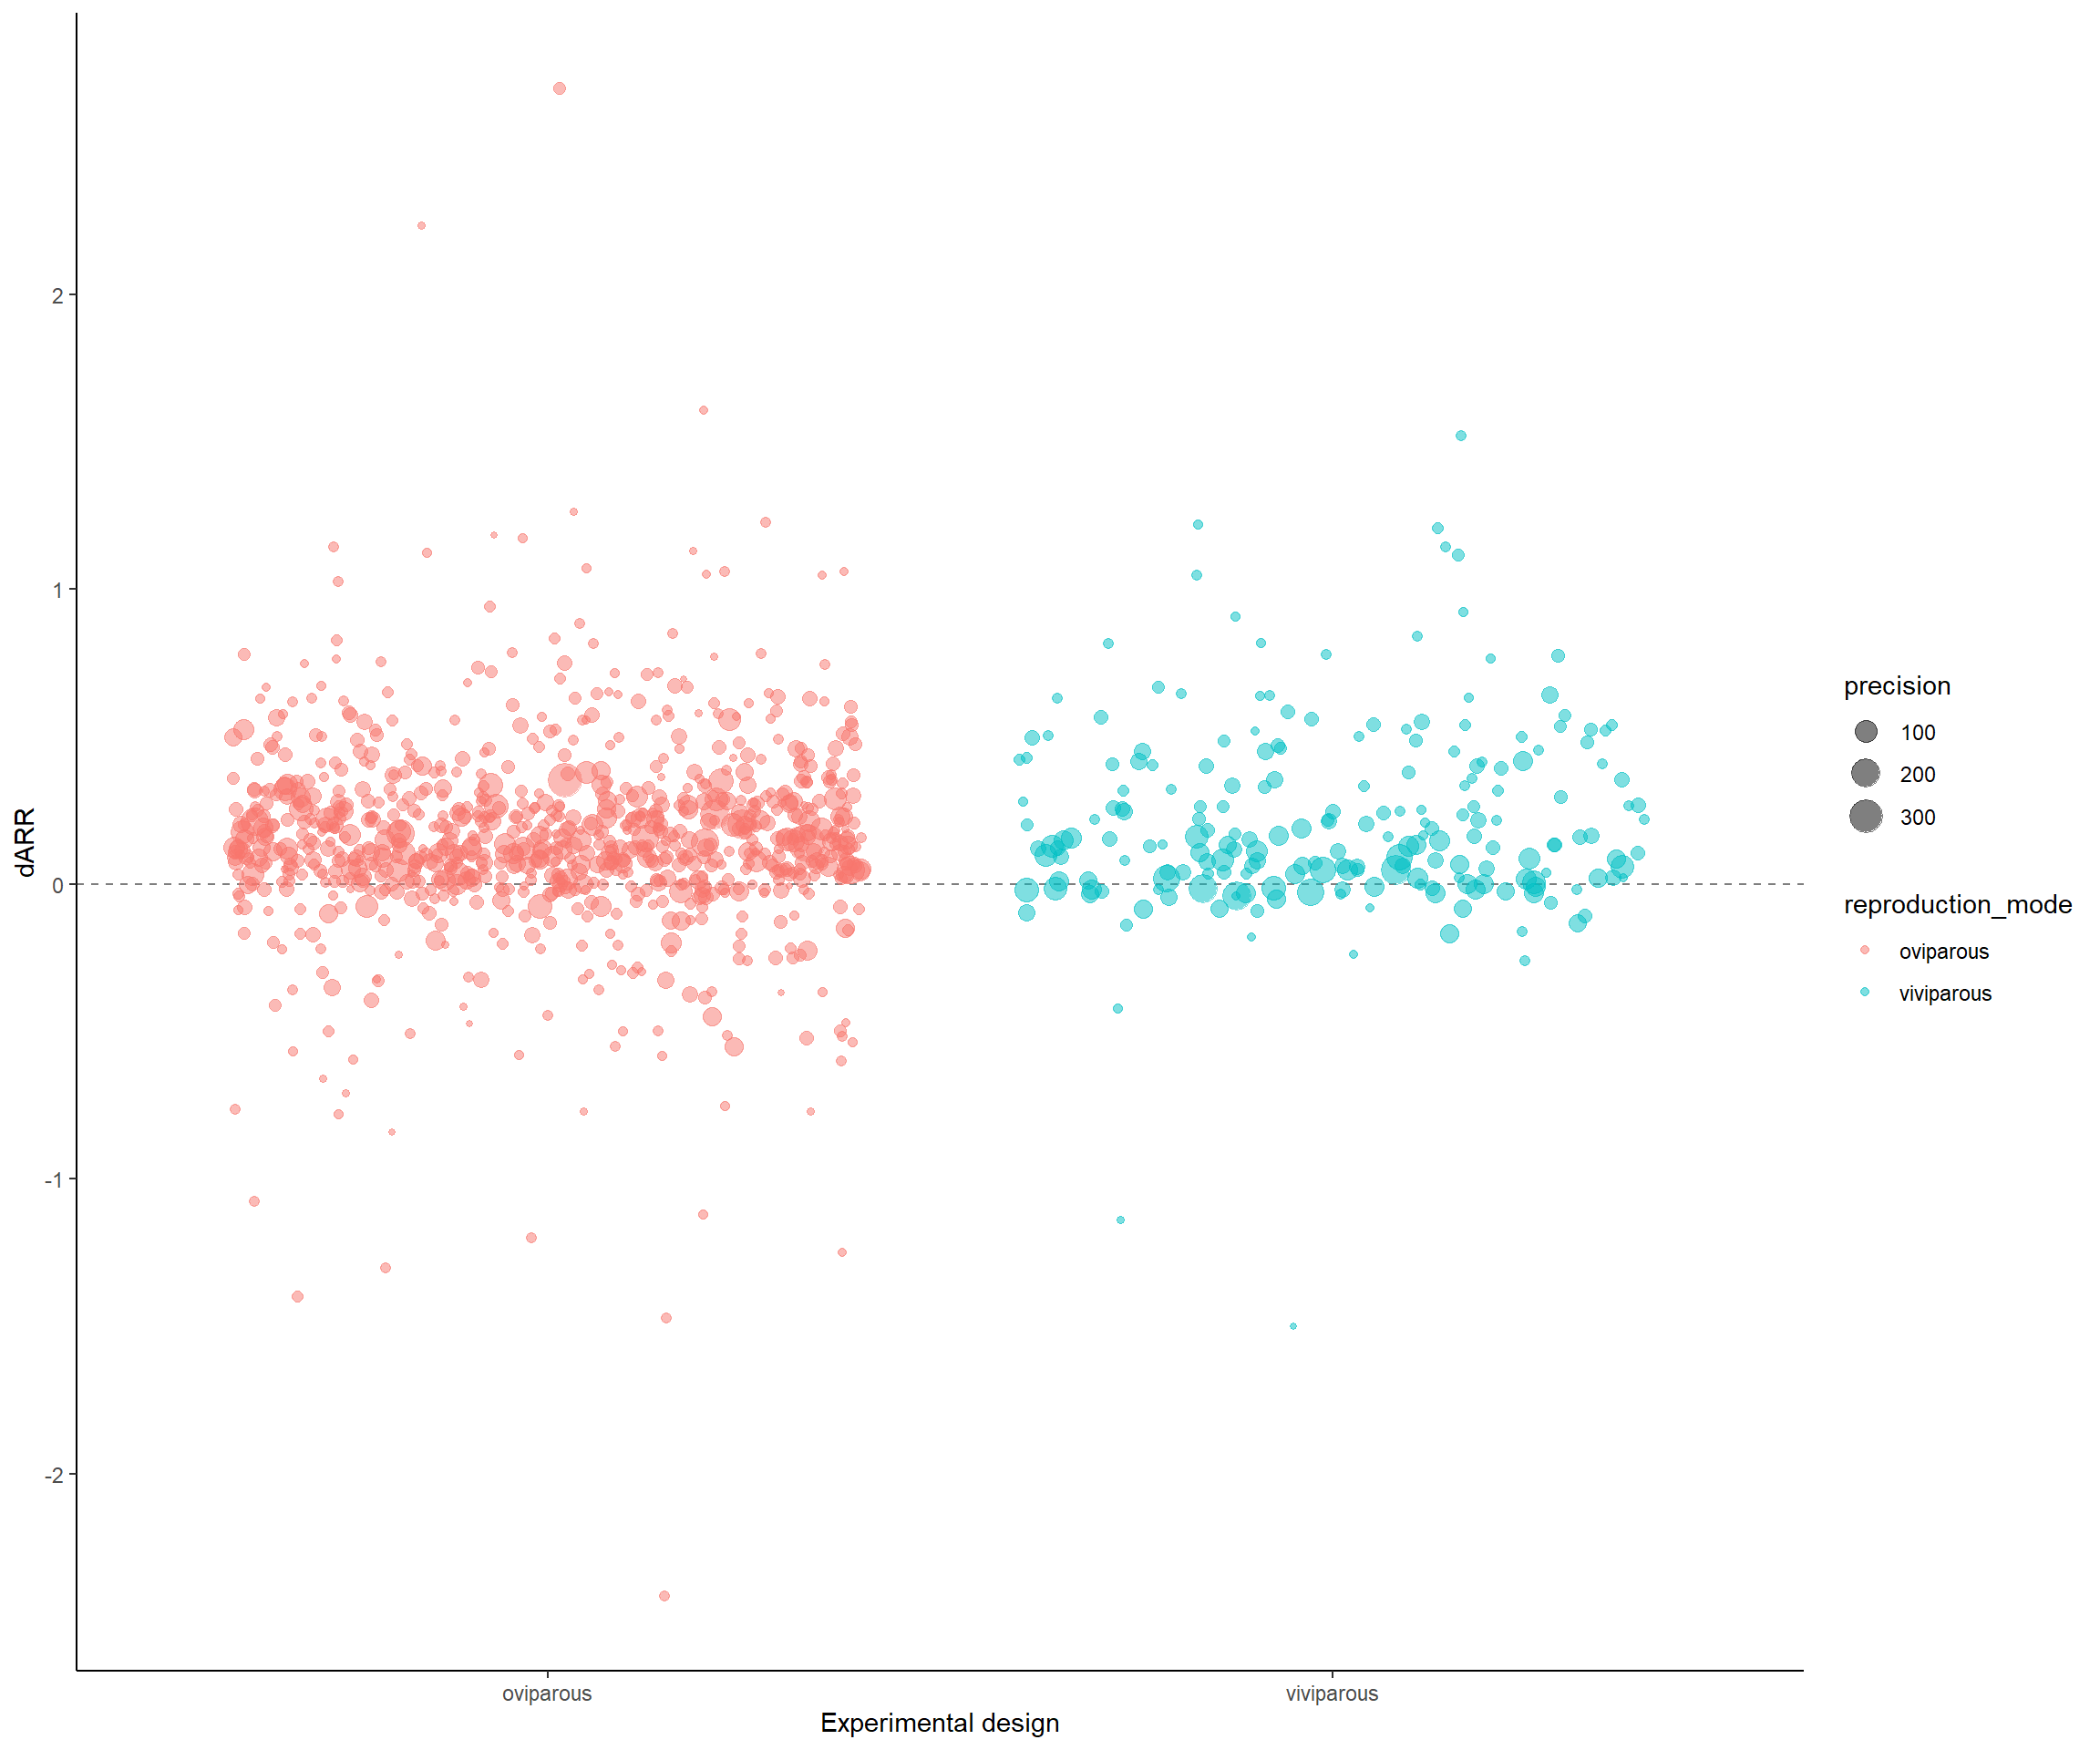 dARR
2
1
0
-1
-2
oviparous
viviparous
Experimental design
precision
100
200
300
reproduction_mode
oviparous
viviparous